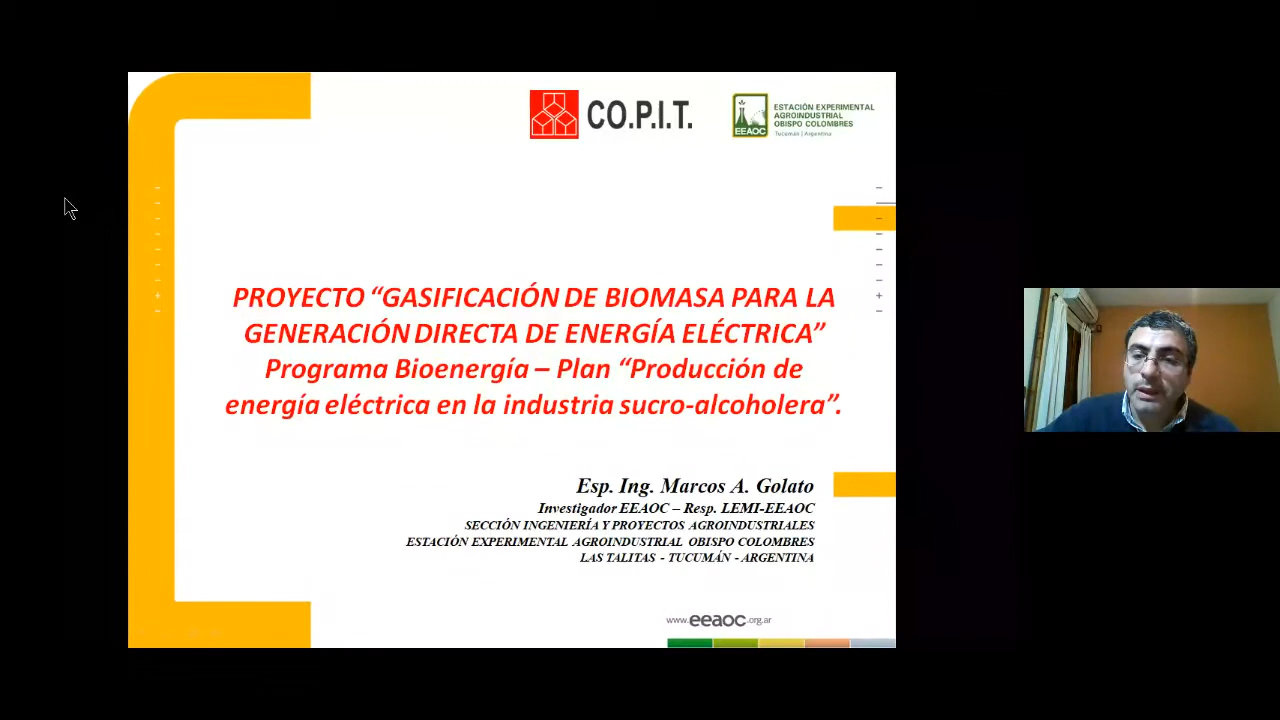 CO.P.I.T.
EEAOC
ESTACIÓN EXPERIMENTAL
AGROINDUSTRIAL
OBISPO COLOMBRES
Tucumán | Argentina
PROYECTO “GASIFICACIÓN DE BIOMASA PARA LA
GENERACIÓN DIRECTA DE ENERGÍA ELÉCTRICA”
Programa Bioenergía – Plan “Producción de
energía eléctrica en la industria sucro-alcoholera”.
Esp. Ing. Marcos A. Golato
Investigador EEAOC – Resp. LEMI-EEAOC
SECCIÓN INGENIERÍA Y PROYECTOS AGROINDUSTRIALES
ESTACIÓN EXPERIMENTAL AGROINDUSTRIAL OBISPO COLOMBRES
LAS TALITAS - TUCUMÁN - ARGENTINA
www.eeaoc.org.ar